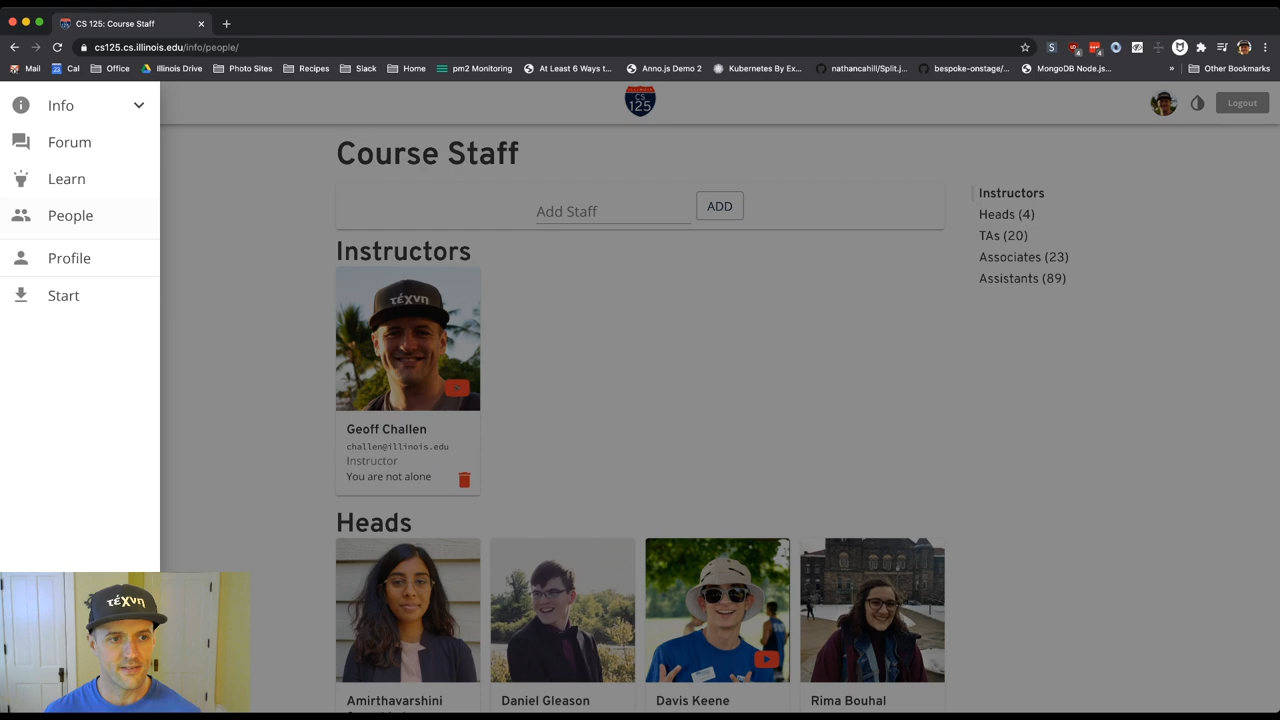 CS 125: Course Staff
cs125.cs.illinois.edu/info/people/
Mail Cal Office Illinois Drive Photo Sites Recipes Slack Home pm2 Monitoring At Least 6 Ways t... Anno.js Demo 2 Kubernetes By Ex... nathancahill/Split.j... bespoke-onstage/... MongoDB Node.js... » Other Bookmarks
Info
Forum
Learn
People
Profile
Start
ILLINOIS
CS
125
Logout
Course Staff
Add Staff ADD
Instructors
τέχνη
Geoff Challen
challen@illinois.edu
Instructor
You are not alone
Heads
Amirthavarshini
Daniel Gleason
Davis Keene
Rima Bouhal
Instructors
Heads (4)
TAs (20)
Associates (23)
Assistants (89)
τέχνη